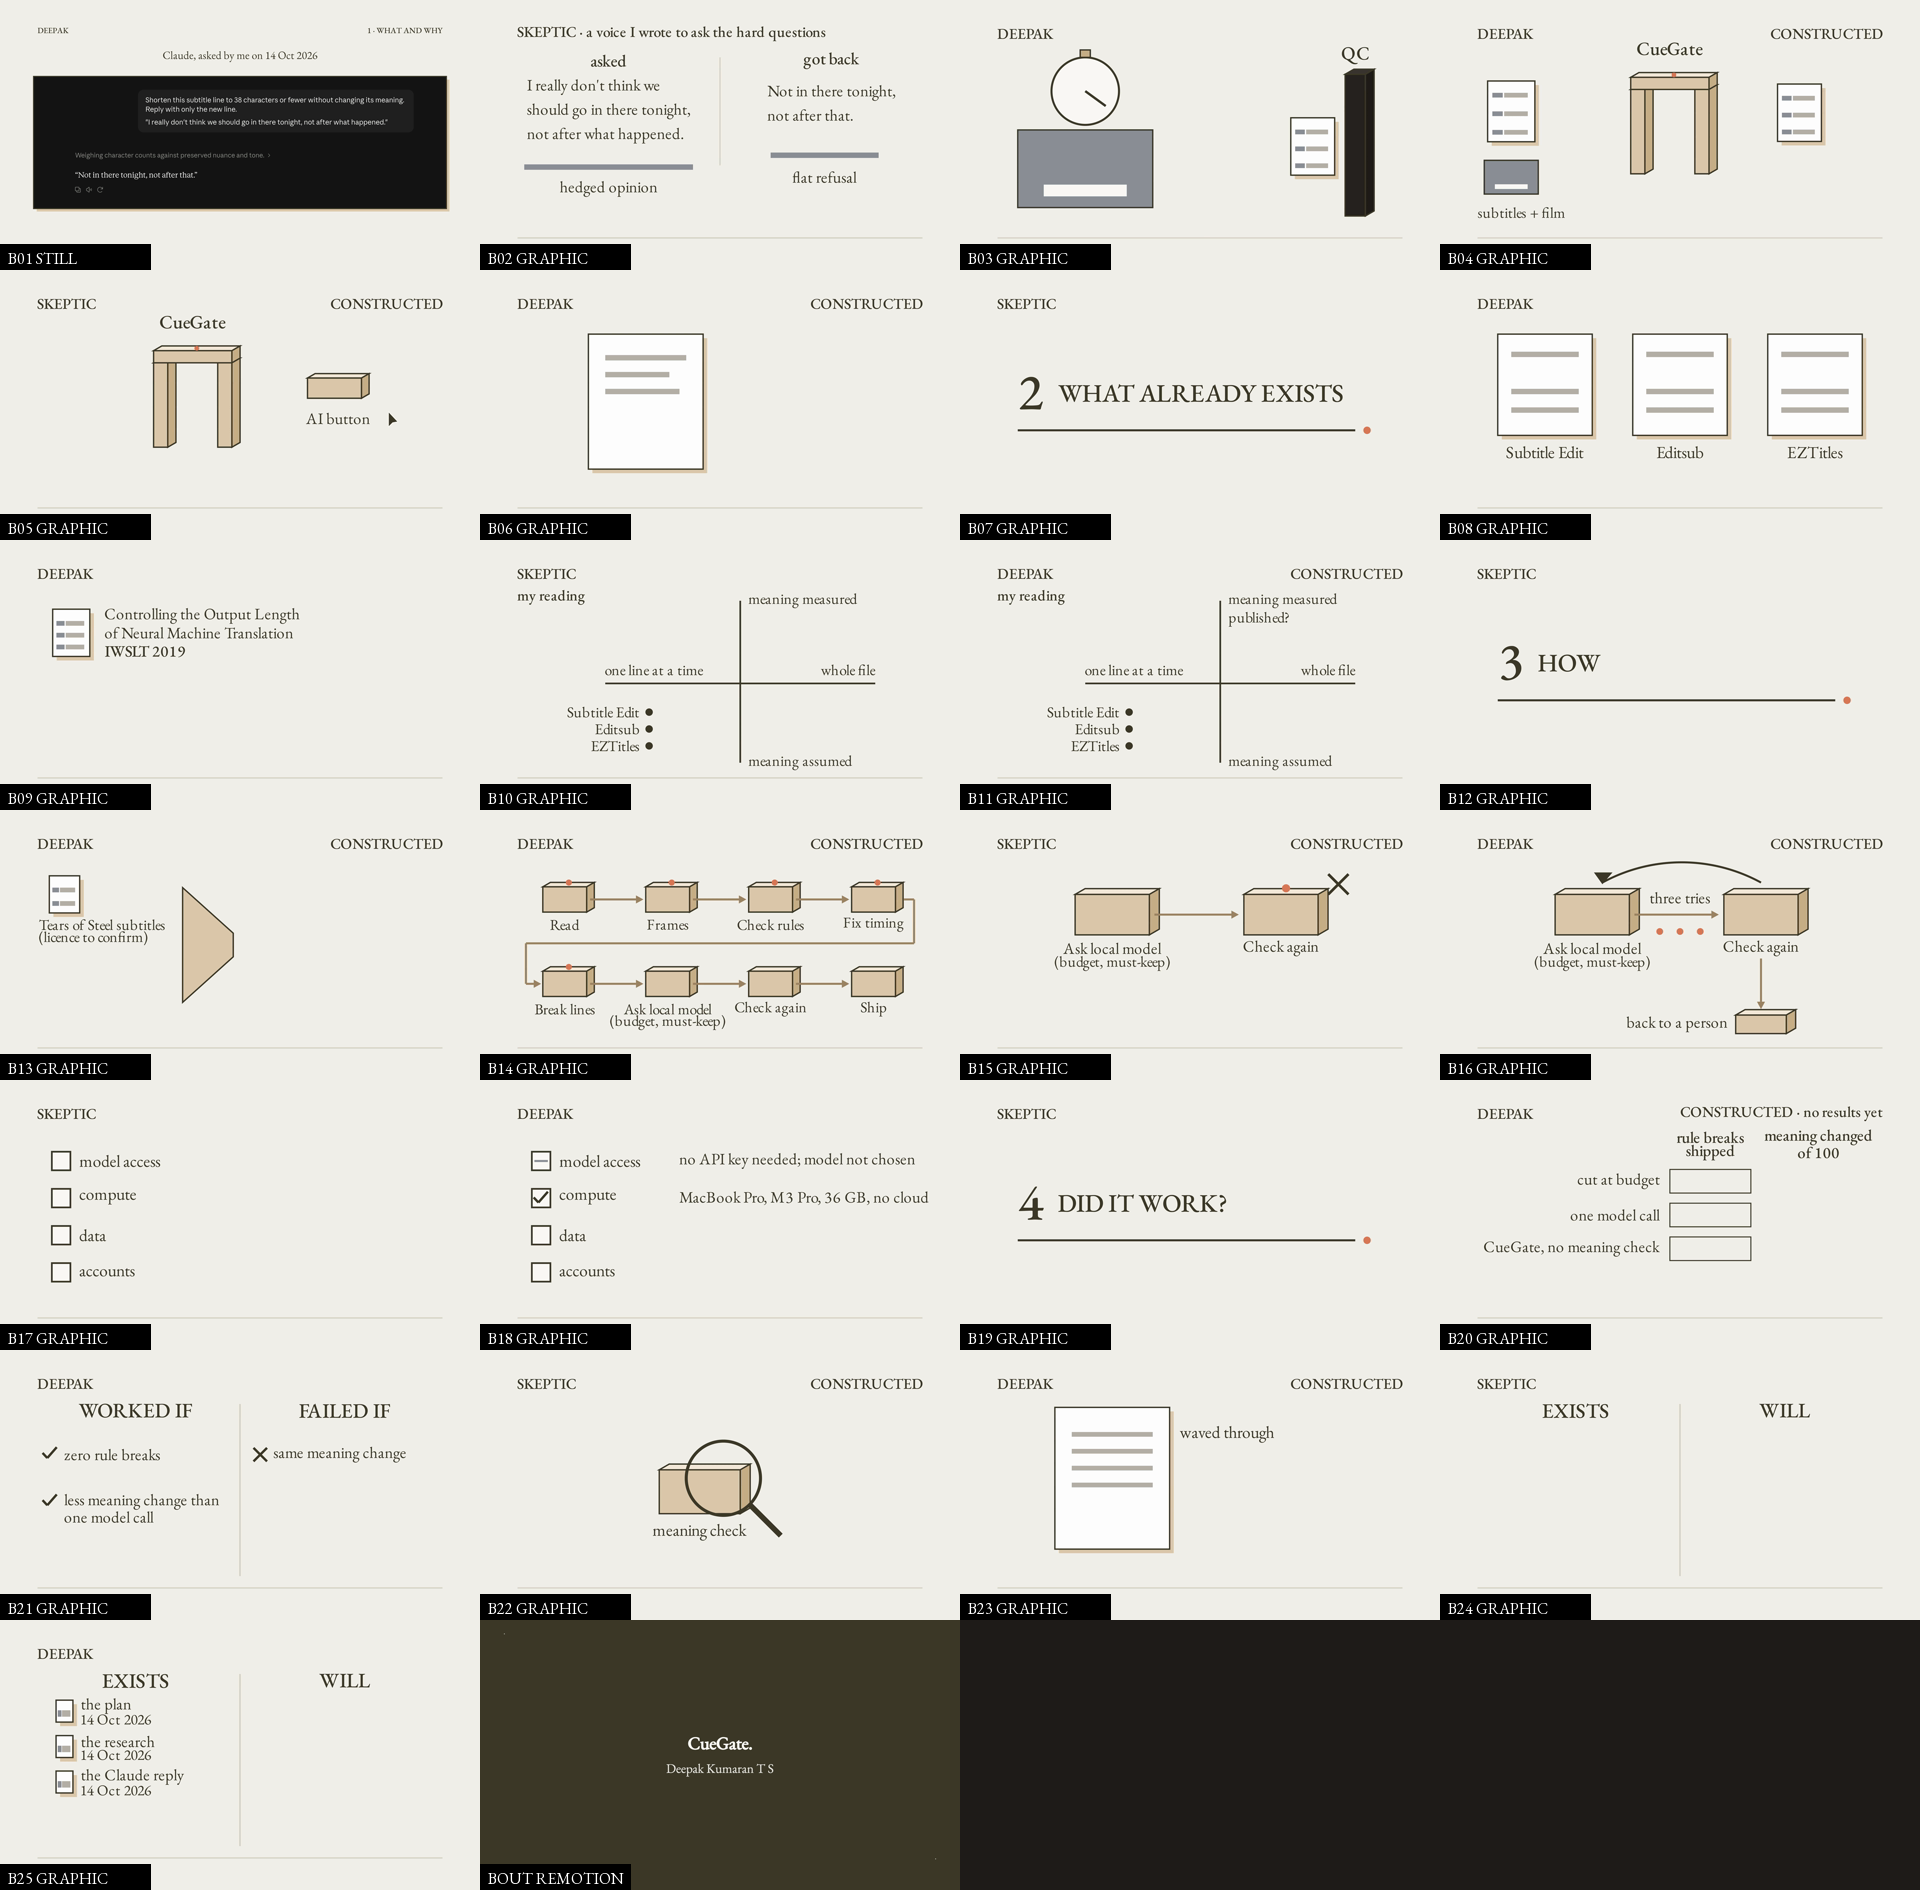 DEEPAK
1 · WHAT AND WHY
Claude, asked by me on 14 Oct 2026
Shorten this subtitle line to 38 characters or fewer without changing its meaning.
Reply with only the new line.
"I really don't think we should go in there tonight, not after what happened."
Weighing character counts against preserved nuance and tone.
"Not in there tonight, not after that."
B01 STILL
SKEPTIC · a voice I wrote to ask the hard questions
asked
I really don't think we
should go in there tonight,
not after what happened.
hedged opinion
got back
Not in there tonight,
not after that.
flat refusal
B02 GRAPHIC
DEEPAK
QC
B03 GRAPHIC
DEEPAK
CONSTRUCTED
CueGate
subtitles + film
B04 GRAPHIC
SKEPTIC
CONSTRUCTED
CueGate
AI button
B05 GRAPHIC
DEEPAK
CONSTRUCTED
B06 GRAPHIC
SKEPTIC
2 WHAT ALREADY EXISTS
B07 GRAPHIC
DEEPAK
Subtitle Edit
Editsub
EZTitles
B08 GRAPHIC
DEEPAK
Controlling the Output Length
of Neural Machine Translation
IWSLT 2019
B09 GRAPHIC
SKEPTIC
my reading
meaning measured
one line at a time
whole file
Subtitle Edit
Editsub
EZTitles
meaning assumed
B10 GRAPHIC
DEEPAK
CONSTRUCTED
my reading
meaning measured
published?
one line at a time
whole file
Subtitle Edit
Editsub
EZTitles
meaning assumed
B11 GRAPHIC
SKEPTIC
3 HOW
B12 GRAPHIC
DEEPAK
CONSTRUCTED
Tears of Steel subtitles
(licence to confirm)
B13 GRAPHIC
DEEPAK
CONSTRUCTED
Read
Frames
Check rules
Fix timing
Break lines
Ask local model
(budget, must-keep)
Check again
Ship
B14 GRAPHIC
SKEPTIC
CONSTRUCTED
Ask local model
(budget, must-keep)
Check again
B15 GRAPHIC
DEEPAK
CONSTRUCTED
three tries
Ask local model
(budget, must-keep)
Check again
back to a person
B16 GRAPHIC
SKEPTIC
model access
compute
data
accounts
B17 GRAPHIC
DEEPAK
model access
no API key needed; model not chosen
compute
MacBook Pro, M3 Pro, 36 GB, no cloud
data
accounts
B18 GRAPHIC
SKEPTIC
4 DID IT WORK?
B19 GRAPHIC
DEEPAK
CONSTRUCTED · no results yet
rule breaks
shipped
meaning changed
of 100
cut at budget
one model call
CueGate, no meaning check
B20 GRAPHIC
DEEPAK
WORKED IF
zero rule breaks
less meaning change than
one model call
FAILED IF
same meaning change
B21 GRAPHIC
SKEPTIC
CONSTRUCTED
meaning check
B22 GRAPHIC
DEEPAK
CONSTRUCTED
waved through
B23 GRAPHIC
SKEPTIC
EXISTS
WILL
B24 GRAPHIC
DEEPAK
EXISTS
WILL
the plan
14 Oct 2026
the research
14 Oct 2026
the Claude reply
14 Oct 2026
B25 GRAPHIC
CueGate.
Deepak Kumaran T S
BOUT REMOTION